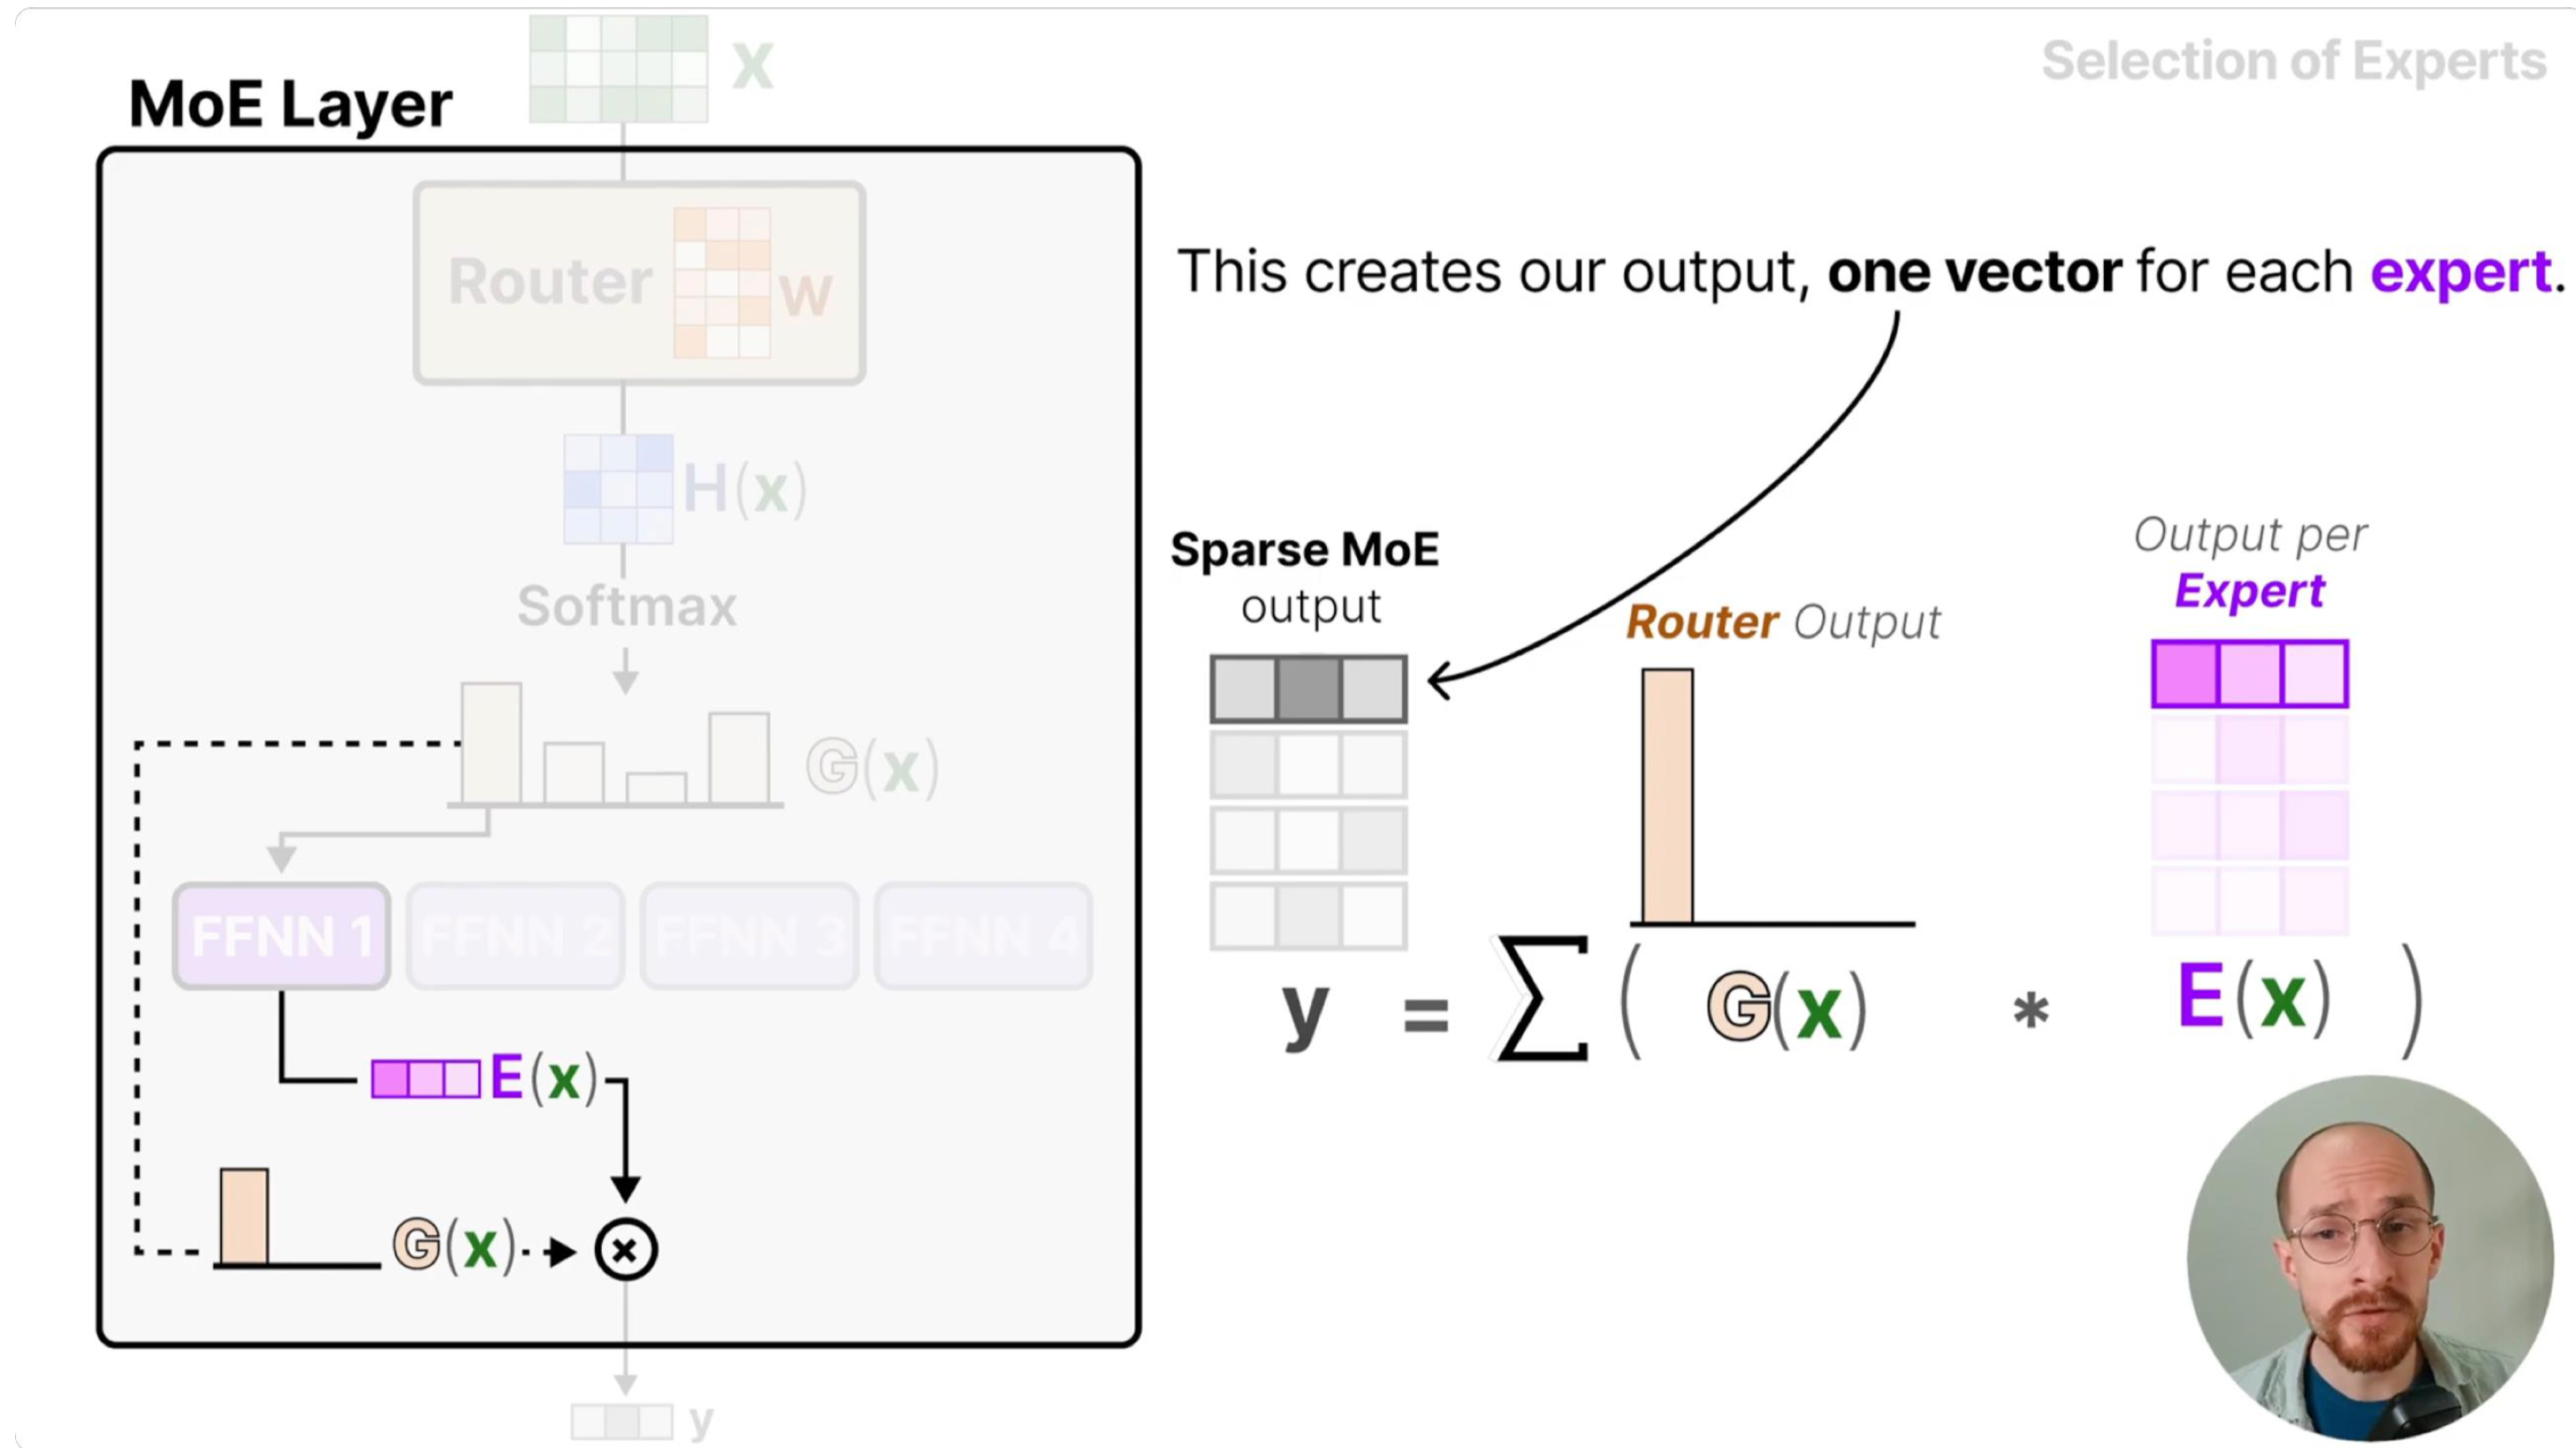 Selection of Experts
X
MoE Layer
Router
W
H(x)
Softmax
G(x)
FFNN 1
FFNN 2
FFNN 3
FFNN 4
E(x)
G(x)
y
This creates our output, one vector for each expert.
Sparse MoE
output
Router Output
Output per
Expert
y = ∑ ( G(x) * E(x) )